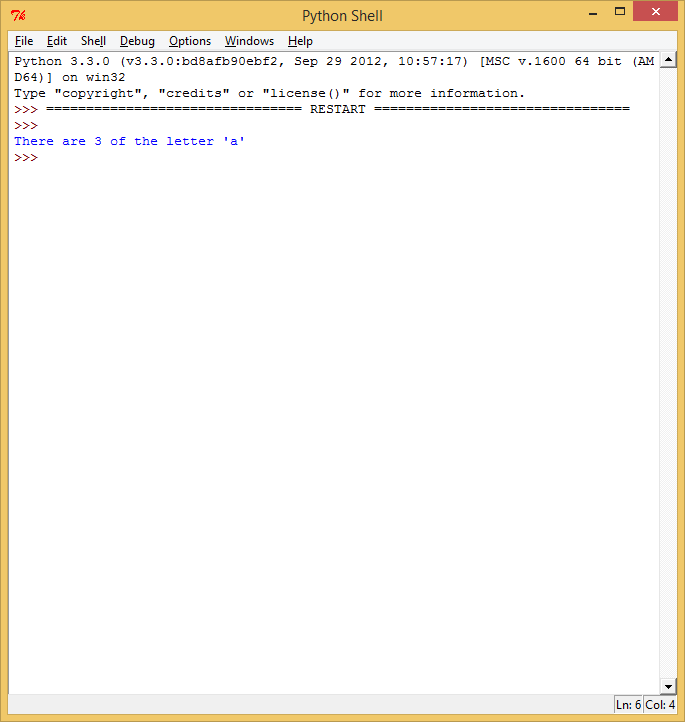 Python Shell
File Edit Shell Debug Options Windows Help
Python 3.3.0 (v3.3.0:bd8afb90ebf2, Sep 29 2012, 10:57:17) [MSC v.1600 64 bit (AM
D64)] on win32
Type "copyright", "credits" or "license()" for more information.
>>> ================================ RESTART ================================
>>>
There are 3 of the letter 'a'
>>>
Ln: 6 Col: 4